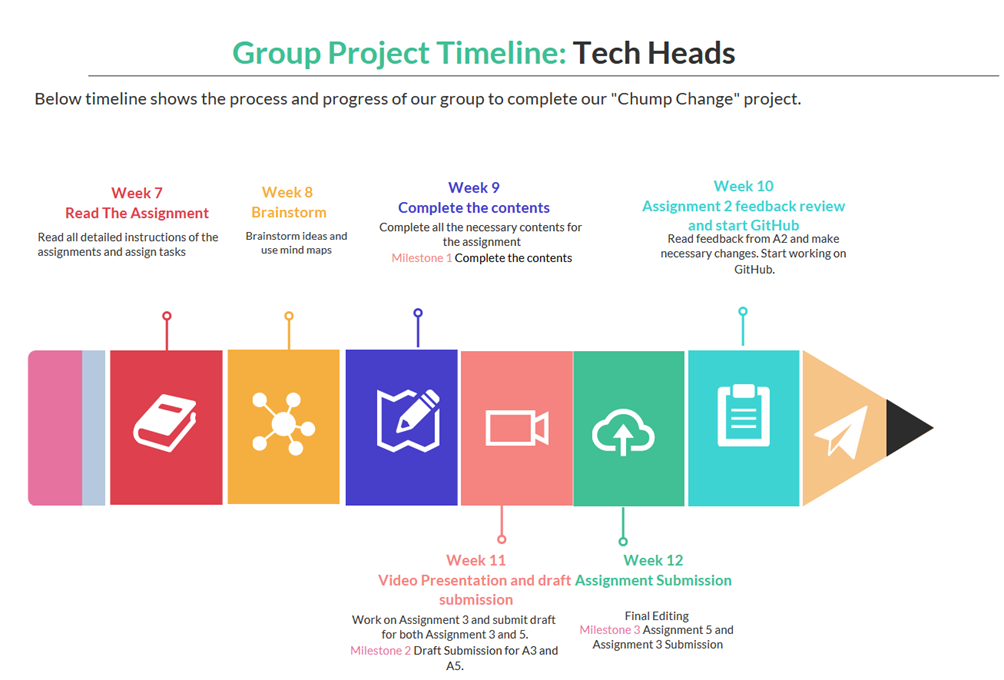 Group Project Timeline: Tech Heads
Below timeline shows the process and progress of our group to complete our "Chump Change" project.
Week 7
Read The Assignment
Read all detailed instructions of the
assignments and assign tasks
Week 8
Brainstorm
Brainstorm ideas and
use mind maps
Week 9
Complete the contents
Complete all the necessary contents for
the assignment
Milestone 1 Complete the contents
Week 10
Assignment 2 feedback review
and start GitHub
Read feedback from A2 and make
necessary changes. Start working on
GitHub.
Week 11
Video Presentation and draft
submission
Work on Assignment 3 and submit draft
for both Assignment 3 and 5.
Milestone 2 Draft Submission for A3 and
A5.
Week 12
Assignment Submission
Final Editing
Milestone 3 Assignment 5 and
Assignment 3 Submission